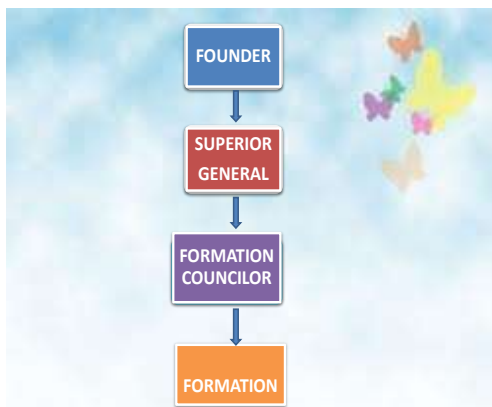 FOUNDER
SUPERIOR
GENERAL
FORMATION
COUNCILOR
FORMATION